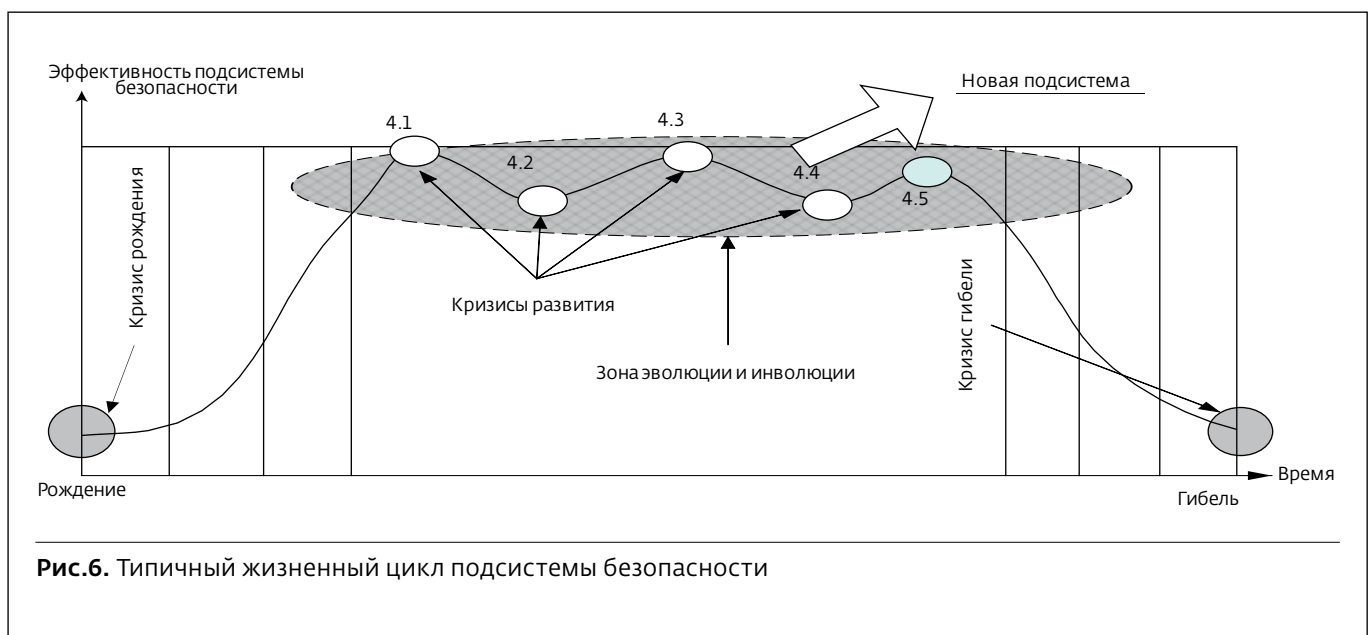 Эффективность подсистемы
безопасности
Новая подсистема
4.1
4.2
4.3
4.4
4.5
Кризис рождения
Кризисы развития
Зона эволюции и инволюции
Кризис гибели
Рождение
Время
Гибель
Рис.6. Типичный жизненный цикл подсистемы безопасности